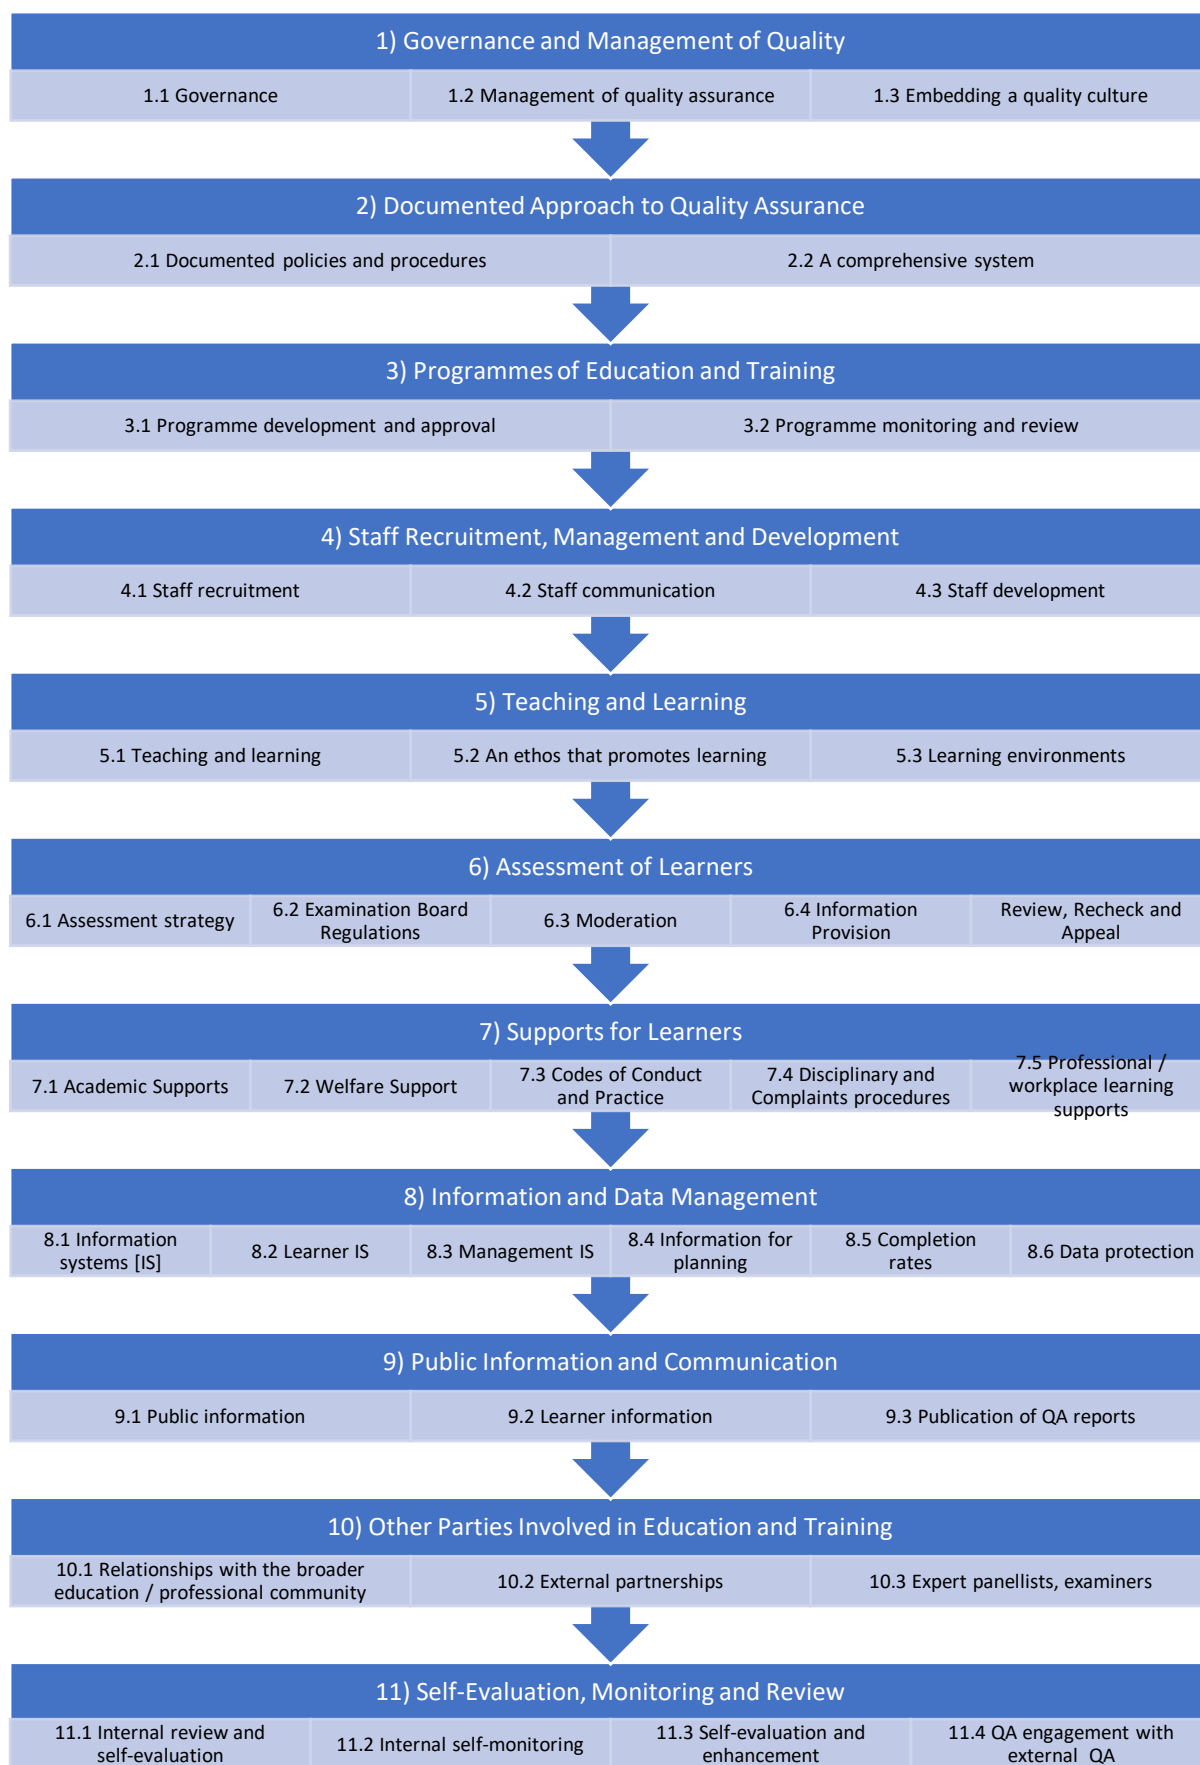 1) Governance and Management of Quality
1.1 Governance
1.2 Management of quality assurance
1.3 Embedding a quality culture
2) Documented Approach to Quality Assurance
2.1 Documented policies and procedures
2.2 A comprehensive system
3) Programmes of Education and Training
3.1 Programme development and approval
3.2 Programme monitoring and review
4) Staff Recruitment, Management and Development
4.1 Staff recruitment
4.2 Staff communication
4.3 Staff development
5) Teaching and Learning
5.1 Teaching and learning
5.2 An ethos that promotes learning
5.3 Learning environments
6) Assessment of Learners
6.1 Assessment strategy
6.2 Examination Board
Regulations
6.3 Moderation
6.4 Information
Provision
Review, Recheck and
Appeal
7) Supports for Learners
7.1 Academic Supports
7.2 Welfare Support
7.3 Codes of Conduct
and Practice
7.4 Disciplinary and
Complaints procedures
7.5 Professional /
workplace learning
supports
8) Information and Data Management
8.1 Information
systems [IS]
8.2 Learner IS
8.3 Management IS
8.4 Information for
planning
8.5 Completion
rates
8.6 Data protection
9) Public Information and Communication
9.1 Public information
9.2 Learner information
9.3 Publication of QA reports
10) Other Parties Involved in Education and Training
10.1 Relationships with the broader
education / professional community
10.2 External partnerships
10.3 Expert panellists, examiners
11) Self-Evaluation, Monitoring and Review
11.1 Internal review and
self-evaluation
11.2 Internal self-monitoring
11.3 Self-evaluation and
enhancement
11.4 QA engagement with
external QA